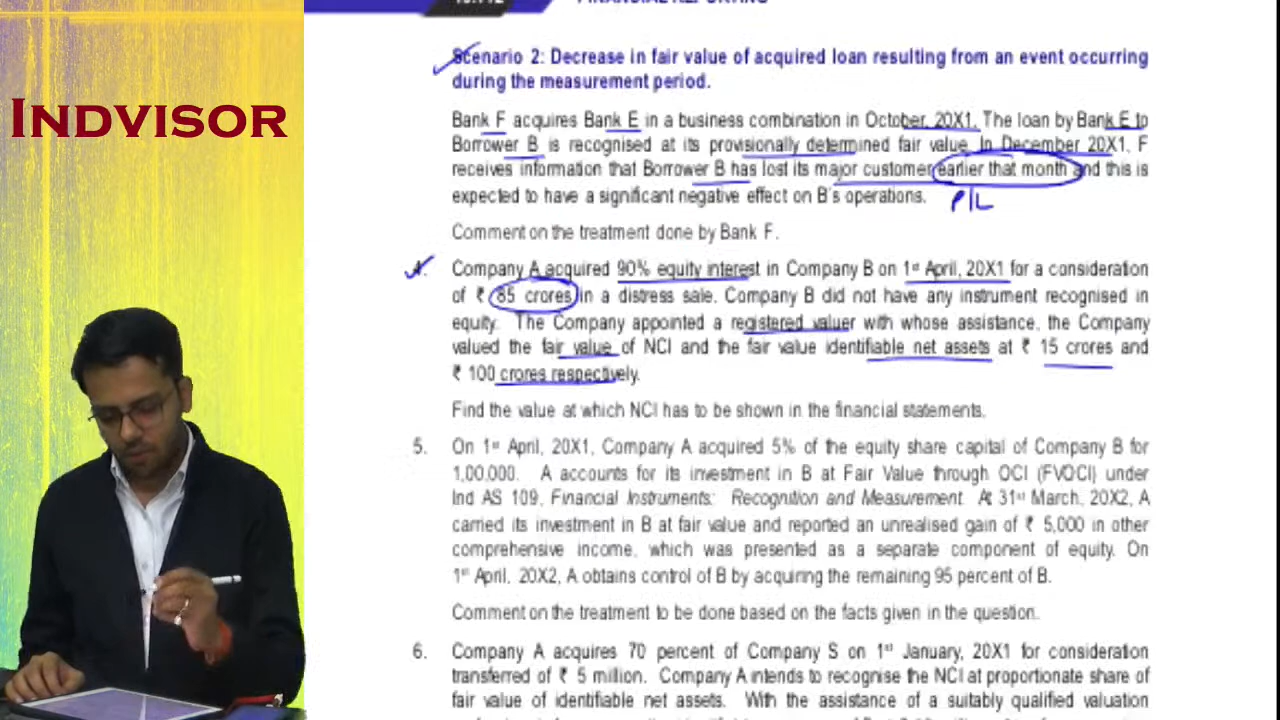 FINANCIAL REPORTING
INDVISOR
Scenario 2: Decrease in fair value of acquired loan resulting from an event occurring
during the measurement period.
Bank F acquires Bank E in a business combination in October, 20X1. The loan by Bank E to
Borrower B is recognised at its provisionally determined fair value. In December 20X1, F
receives information that Borrower B has lost its major customer earlier that month and this is
expected to have a significant negative effect on B's operations.
P/L
Comment on the treatment done by Bank F.
4. Company A acquired 90% equity interest in Company B on 1st April, 20X1 for a consideration
of ₹ 85 crores in a distress sale. Company B did not have any instrument recognised in
equity. The Company appointed a registered valuer with whose assistance, the Company
valued the fair value of NCI and the fair value identifiable net assets at ₹ 15 crores and
₹ 100 crores respectively.
Find the value at which NCI has to be shown in the financial statements.
5. On 1st April, 20X1, Company A acquired 5% of the equity share capital of Company B for
1,00,000. A accounts for its investment in B at Fair Value through OCI (FVOCI) under
Ind AS 109, Financial Instruments: Recognition and Measurement. At 31st March, 20X2, A
carried its investment in B at fair value and reported an unrealised gain of ₹ 5,000 in other
comprehensive income, which was presented as a separate component of equity. On
1st April, 20X2, A obtains control of B by acquiring the remaining 95 percent of B.
Comment on the treatment to be done based on the facts given in the question.
6. Company A acquires 70 percent of Company S on 1st January, 20X1 for consideration
transferred of ₹ 5 million. Company A intends to recognise the NCI at proportionate share of
fair value of identifiable net assets. With the assistance of a suitably qualified valuation